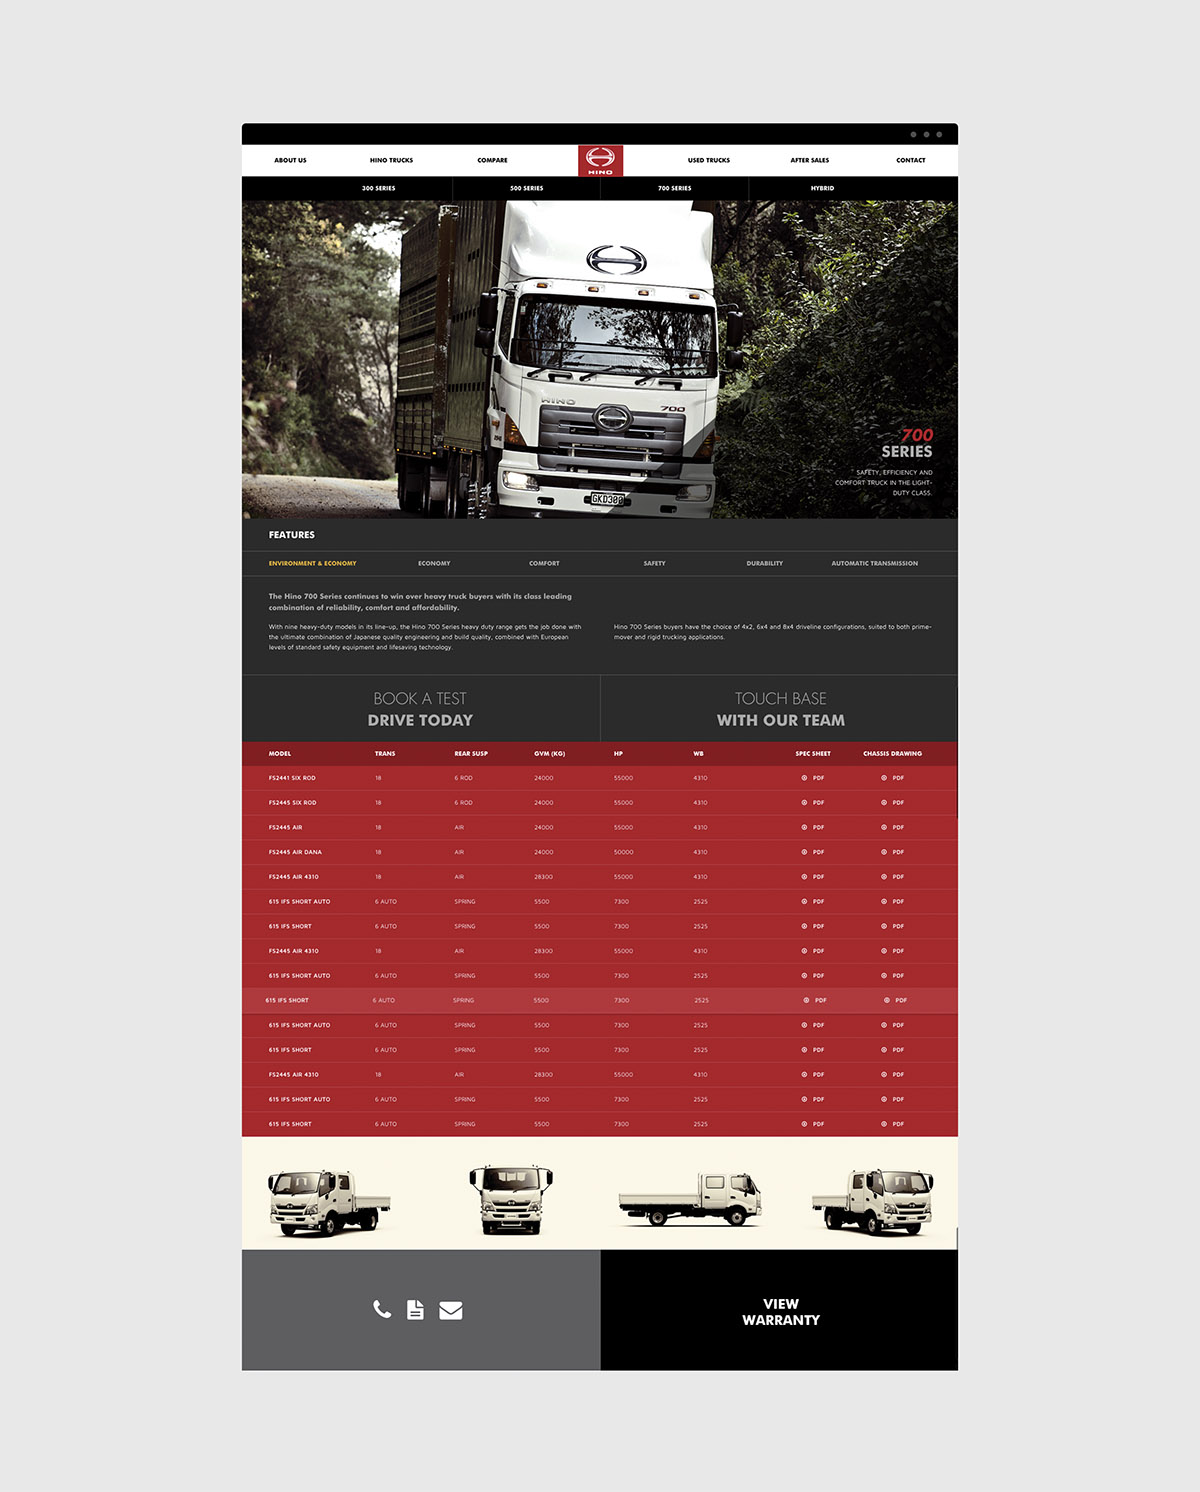 ABOUT US HINO TRUCKS COMPARE HINO USED TRUCKS AFTER SALES CONTACT
300 SERIES 500 SERIES 700 SERIES HYBRID
HINO 700
GKD300
700
SERIES
SAFETY, EFFICIENCY AND
COMFORT TRUCK IN THE LIGHT-
DUTY CLASS.
FEATURES
ENVIRONMENT & ECONOMY ECONOMY COMFORT SAFETY DURABILITY AUTOMATIC TRANSMISSION
The Hino 700 Series continues to win over heavy truck buyers with its class leading
combination of reliability, comfort and affordability.
With nine heavy-duty models in its line-up, the Hino 700 Series heavy duty range gets the job done with
the ultimate combination of Japanese quality engineering and build quality, combined with European
levels of standard safety equipment and lifesaving technology.
Hino 700 Series buyers have the choice of 4x2, 6x4 and 8x4 driveline configurations, suited to both prime-
mover and rigid trucking applications.
BOOK A TEST
DRIVE TODAY
TOUCH BASE
WITH OUR TEAM
MODEL TRANS REAR SUSP GVM (KG) HP WB SPEC SHEET CHASSIS DRAWING
FS2441 SIX ROD 18 6 ROD 24000 55000 4310 PDF PDF
FS2445 SIX ROD 18 6 ROD 24000 55000 4310 PDF PDF
FS2445 AIR 18 AIR 24000 55000 4310 PDF PDF
FS2445 AIR DANA 18 AIR 24000 50000 4310 PDF PDF
FS2445 AIR 4310 18 AIR 28300 55000 4310 PDF PDF
615 IFS SHORT AUTO 6 AUTO SPRING 5500 7300 2525 PDF PDF
615 IFS SHORT 6 AUTO SPRING 5500 7300 2525 PDF PDF
FS2445 AIR 4310 18 AIR 28300 55000 4310 PDF PDF
615 IFS SHORT AUTO 6 AUTO SPRING 5500 7300 2525 PDF PDF
615 IFS SHORT 6 AUTO SPRING 5500 7300 2525 PDF PDF
615 IFS SHORT AUTO 6 AUTO SPRING 5500 7300 2525 PDF PDF
615 IFS SHORT 6 AUTO SPRING 5500 7300 2525 PDF PDF
FS2445 AIR 4310 18 AIR 28300 55000 4310 PDF PDF
615 IFS SHORT AUTO 6 AUTO SPRING 5500 7300 2525 PDF PDF
615 IFS SHORT 6 AUTO SPRING 5500 7300 2525 PDF PDF
VIEW
WARRANTY